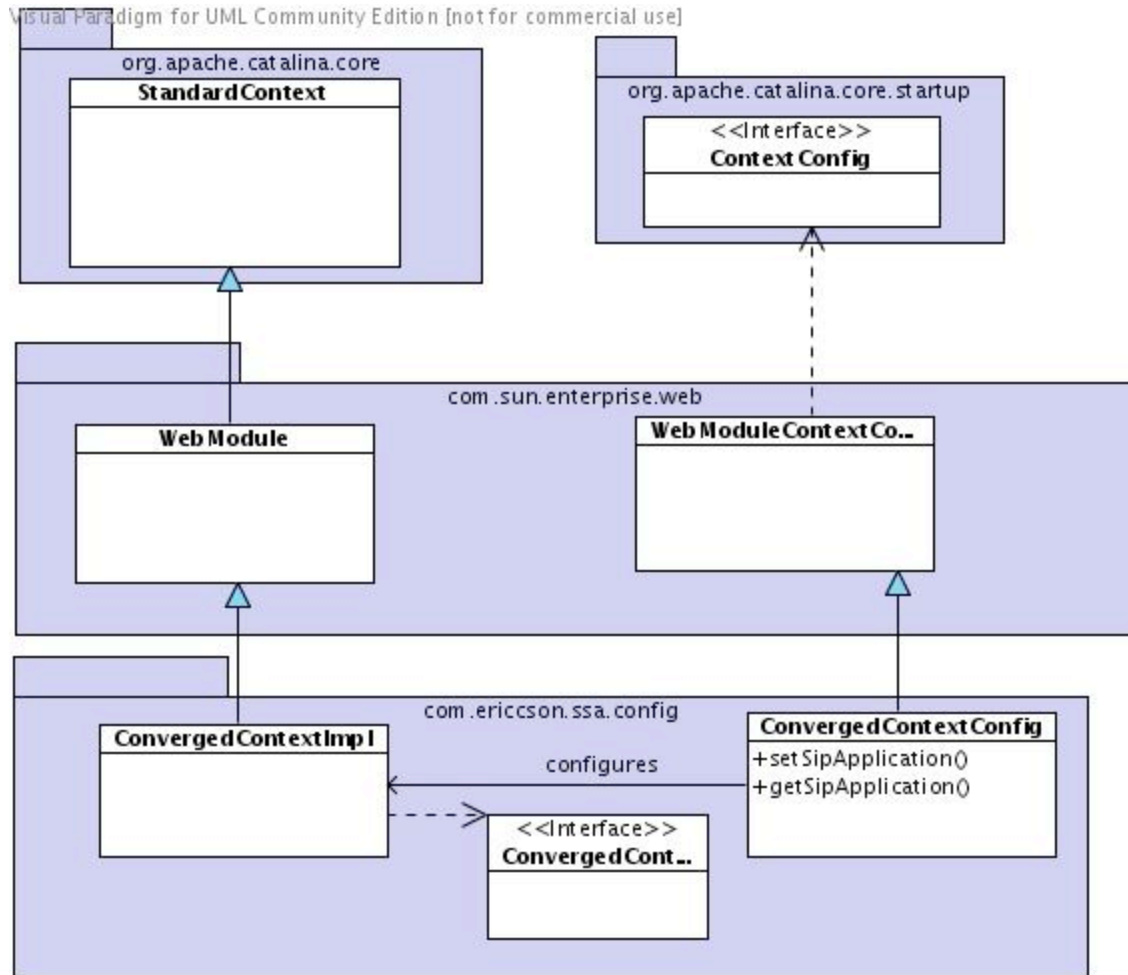 Visual Paradigm for UML Community Edition [not for commercial use]
org.apache.catalina.core
StandardContext
org.apache.catalina.core.startup
<<Interface>>
ContextConfig
com.sun.enterprise.web
WebModule
WebModuleContextCo...
com.ericcson.ssa.config
ConvergedContextImpl
ConvergedContextConfig
+setSipApplication()
+getSipApplication()
configures
<<Interface>>
ConvergedCont...